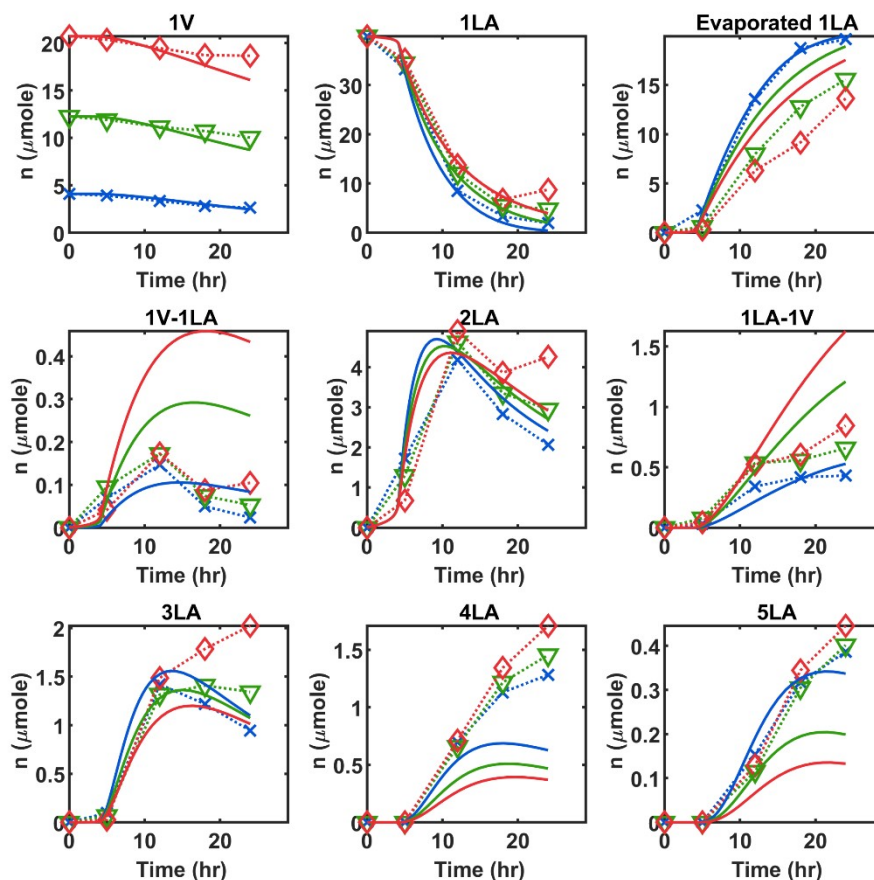 1V
n (µmole)
20
15
10
5
0
0 10 20
Time (hr)
1LA
n (µmole)
30
20
10
0
0 10 20
Time (hr)
Evaporated 1LA
n (µmole)
15
10
5
0
0 10 20
Time (hr)
1V-1LA
n (µmole)
0.4
0.3
0.2
0.1
0
0 10 20
Time (hr)
2LA
n (µmole)
4
3
2
1
0
0 10 20
Time (hr)
1LA-1V
n (µmole)
1.5
1
0.5
0
0 10 20
Time (hr)
3LA
n (µmole)
2
1.5
1
0.5
0
0 10 20
Time (hr)
4LA
n (µmole)
1.5
1
0.5
0
0 10 20
Time (hr)
5LA
n (µmole)
0.4
0.3
0.2
0.1
0
0 10 20
Time (hr)